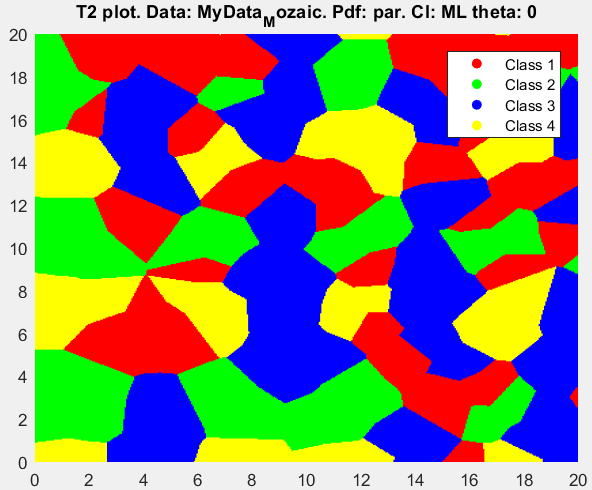 T2 plot. Data: MyData_Mozaic. Pdf: par. Cl: ML theta: 0
20
18
16
14
12
10
8
6
4
2
0
Class 1
Class 2
Class 3
Class 4
0 2 4 6 8 10 12 14 16 18 20